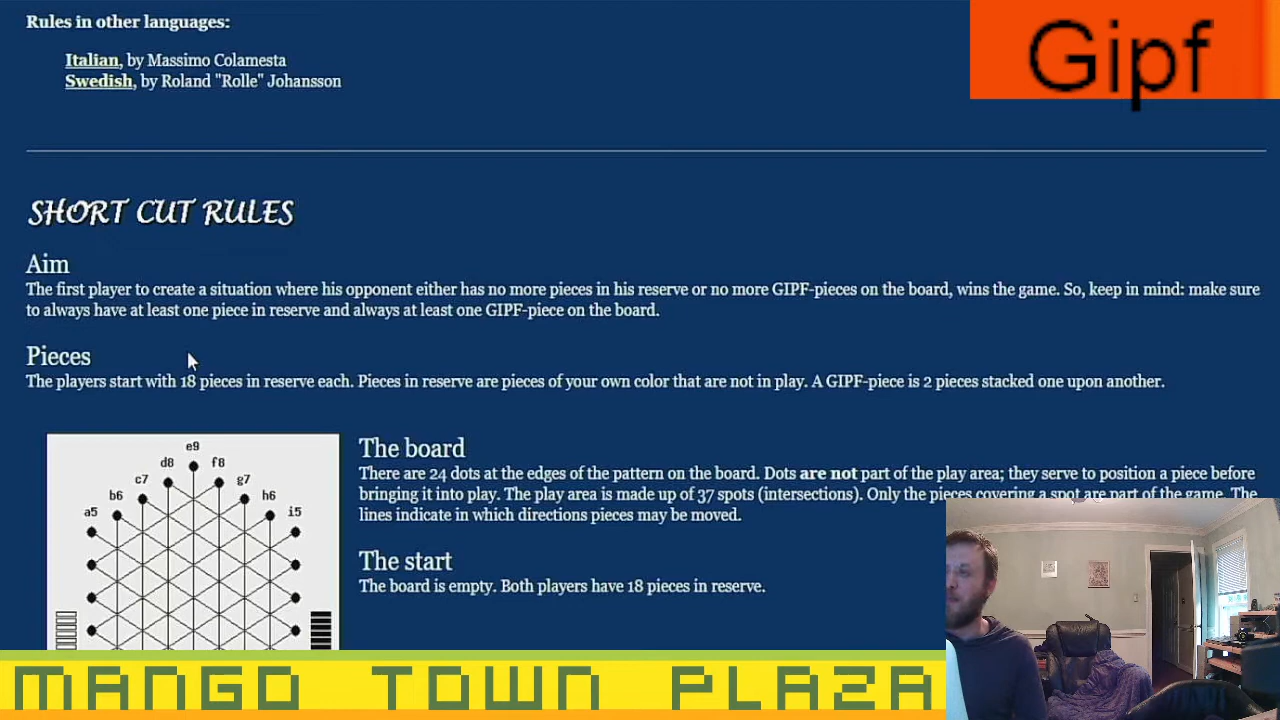 Rules in other languages:
Italian, by Massimo Colamesta
Swedish, by Roland "Rolle" Johansson
Gipf
SHORT CUT RULES
Aim
The first player to create a situation where his opponent either has no more pieces in his reserve or no more GIPF-pieces on the board, wins the game. So, keep in mind: make sure
to always have at least one piece in reserve and always at least one GIPF-piece on the board.
Pieces
The players start with 18 pieces in reserve each. Pieces in reserve are pieces of your own color that are not in play. A GIPF-piece is 2 pieces stacked one upon another.
e9
d8 f8
c7 g7
b6 h6
a5 i5
The board
There are 24 dots at the edges of the pattern on the board. Dots are not part of the play area; they serve to position a piece before
bringing it into play. The play area is made up of 37 spots (intersections). Only the pieces covering a spot are part of the game. The
lines indicate in which directions pieces may be moved.
The start
The board is empty. Both players have 18 pieces in reserve.
MANGO TOWN PLAZA